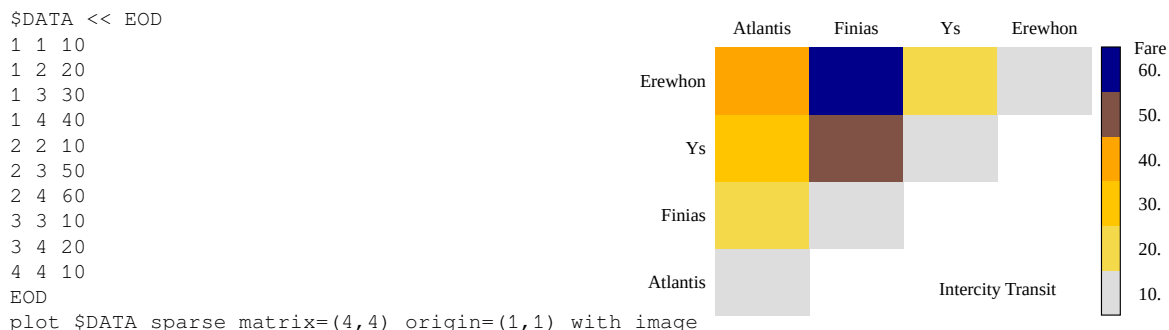 $DATA << EOD
1 1 10
1 2 20
1 3 30
1 4 40
2 2 10
2 3 50
2 4 60
3 3 10
3 4 20
4 4 10
EOD
plot $DATA sparse matrix=(4,4) origin=(1,1) with image
Atlantis Finias Ys Erewhon
Erewhon
Ys
Finias
Atlantis
Intercity Transit
Fare
60.
50.
40.
30.
20.
10.